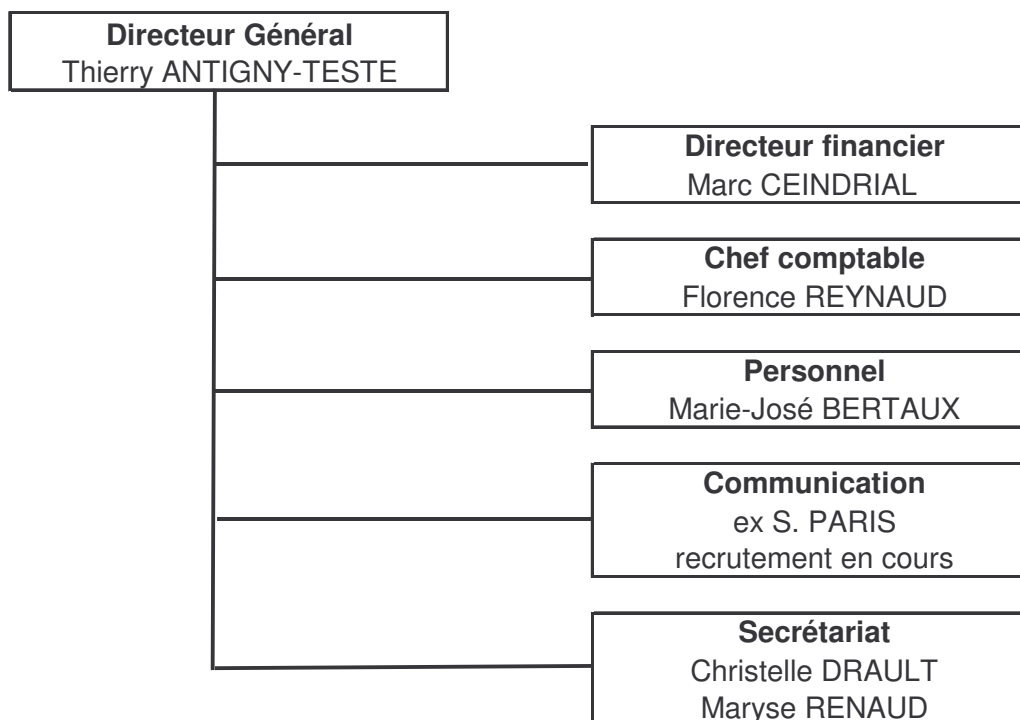 Directeur Général
Thierry ANTIGNY-TESTE
Directeur financier
Marc CEINDRIAL
Chef comptable
Florence REYNAUD
Personnel
Marie-José BERTAUX
Communication
ex S. PARIS
recrutement en cours
Secrétariat
Christelle DRAULT
Maryse RENAUD